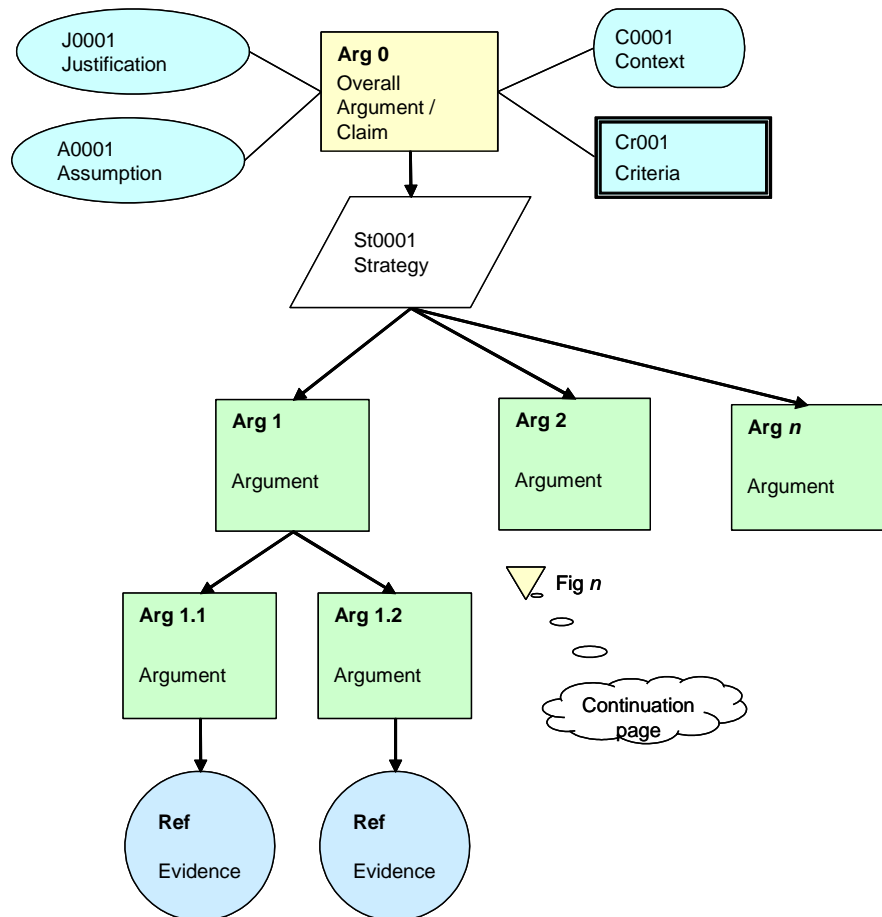 J0001
Justification
A0001
Assumption
Arg 0
Overall
Argument /
Claim
C0001
Context
Cr001
Criteria
St0001
Strategy
Arg 1
Argument
Arg 2
Argument
Arg n
Argument
Arg 1.1
Argument
Arg 1.2
Argument
Fig n
Continuation
page
Ref
Evidence
Ref
Evidence